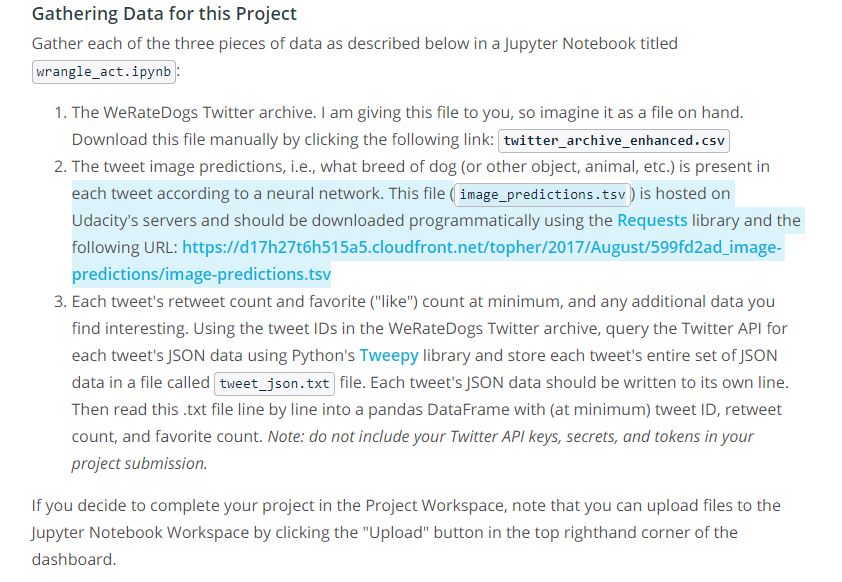 Gathering Data for this Project
Gather each of the three pieces of data as described below in a Jupyter Notebook titled
wrangle_act.ipynb:
1. The WeRateDogs Twitter archive. I am giving this file to you, so imagine it as a file on hand.
Download this file manually by clicking the following link: twitter_archive_enhanced.csv
2. The tweet image predictions, i.e., what breed of dog (or other object, animal, etc.) is present in
each tweet according to a neural network. This file (image_predictions.tsv) is hosted on
Udacity's servers and should be downloaded programmatically using the Requests library and the
following URL: https://d17h27t6h515a5.cloudfront.net/topher/2017/August/599fd2ad_image-
predictions/image-predictions.tsv
3. Each tweet's retweet count and favorite ("like") count at minimum, and any additional data you
find interesting. Using the tweet IDs in the WeRateDogs Twitter archive, query the Twitter API for
each tweet's JSON data using Python's Tweepy library and store each tweet's entire set of JSON
data in a file called tweet_json.txt file. Each tweet's JSON data should be written to its own line.
Then read this .txt file line by line into a pandas DataFrame with (at minimum) tweet ID, retweet
count, and favorite count. Note: do not include your Twitter API keys, secrets, and tokens in your
project submission.
If you decide to complete your project in the Project Workspace, note that you can upload files to the
Jupyter Notebook Workspace by clicking the "Upload" button in the top righthand corner of the
dashboard.